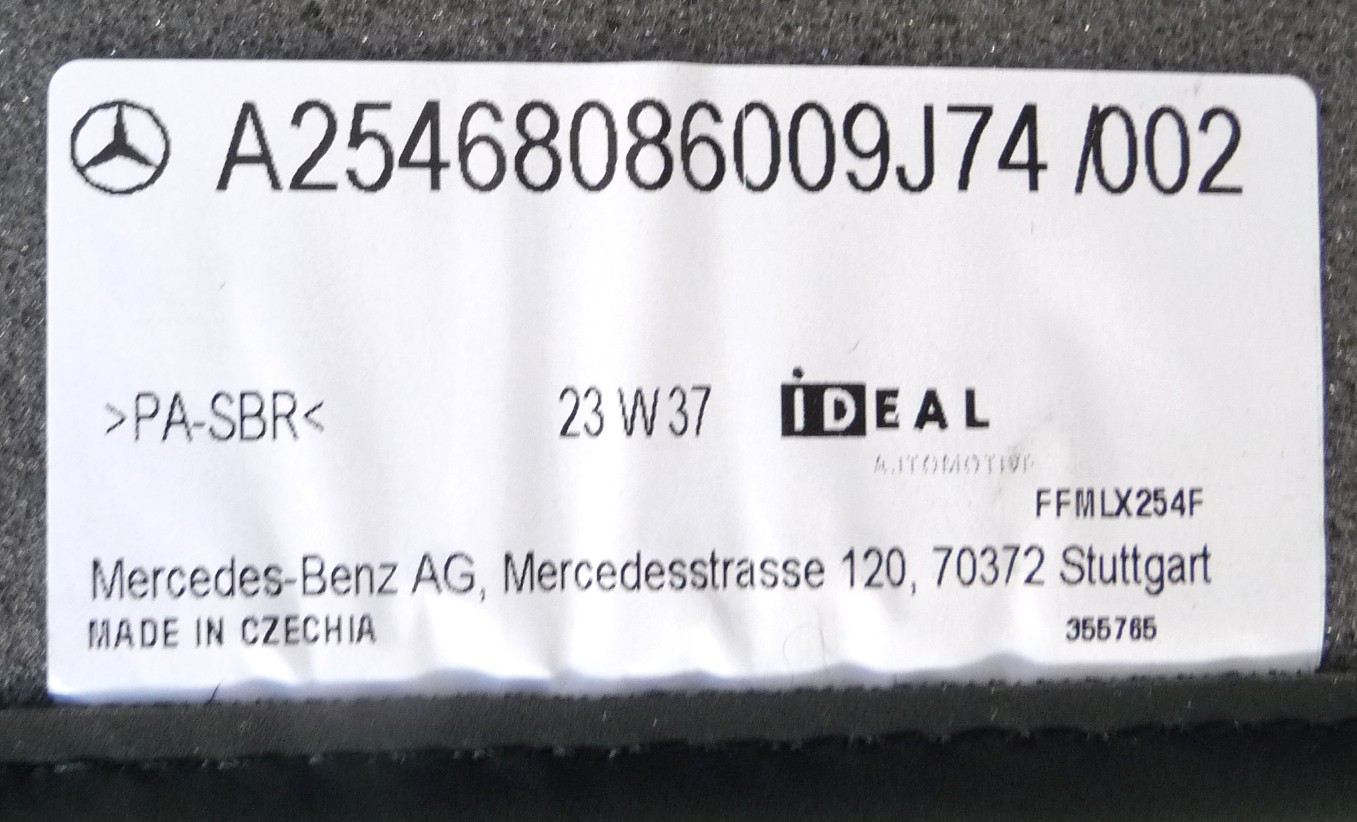 A25468086009J74 /002
>PA-SBR< 23 W 37 IDEAL
AUTOMOTIVE
FFMLX254F
Mercedes-Benz AG, Mercedesstrasse 120, 70372 Stuttgart
MADE IN CZECHIA 355765